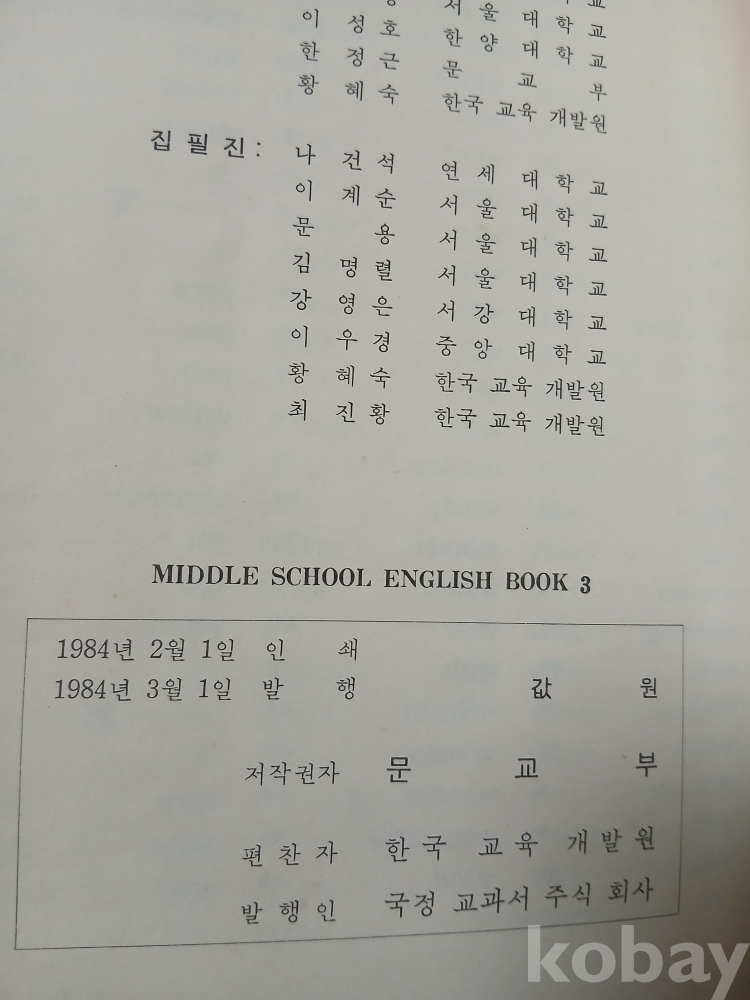 이 성 호 서 울 대 학 교
한 정 근 한 양 대 학 교
황 혜 숙 문 교 부
한국 교육 개발원
집 필 진 : 나 건 석 연 세 대 학 교
이 계 순 서 울 대 학 교
문 용 서 울 대 학 교
김 명 렬 서 울 대 학 교
강 영 은 서 강 대 학 교
이 우 경 중 앙 대 학 교
황 혜 숙 한국 교육 개발원
최 진 황 한국 교육 개발원
MIDDLE SCHOOL ENGLISH BOOK 3
1984년 2월 1일 인 쇄
1984년 3월 1일 발 행 값 원
저작권자 문 교 부
편 찬 자 한 국 교 육 개 발 원
발 행 인 국정 교과서 주식 회사
kobay